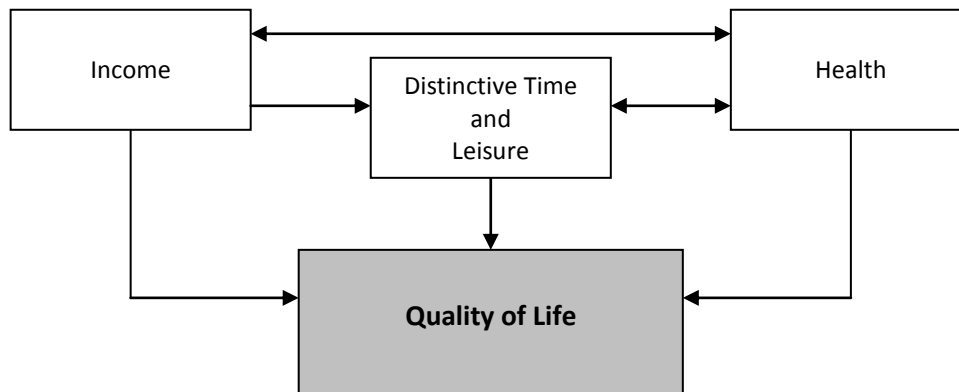 Income
Distinctive Time
and
Leisure
Health
Quality of Life